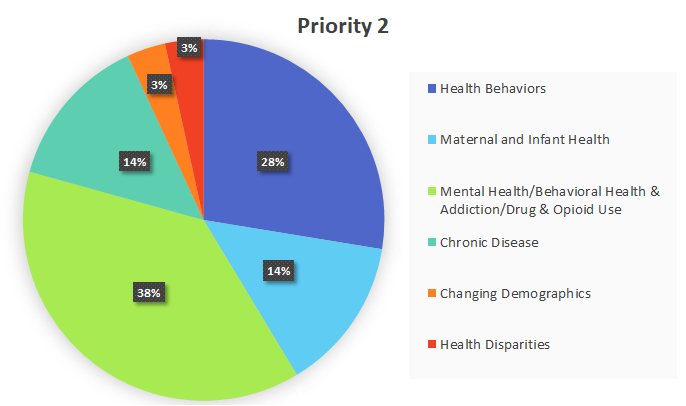 Priority 2
3%
3%
28%
14%
14%
38%
Health Behaviors
Maternal and Infant Health
Mental Health/Behavioral Health &
Addiction/Drug & Opioid Use
Chronic Disease
Changing Demographics
Health Disparities